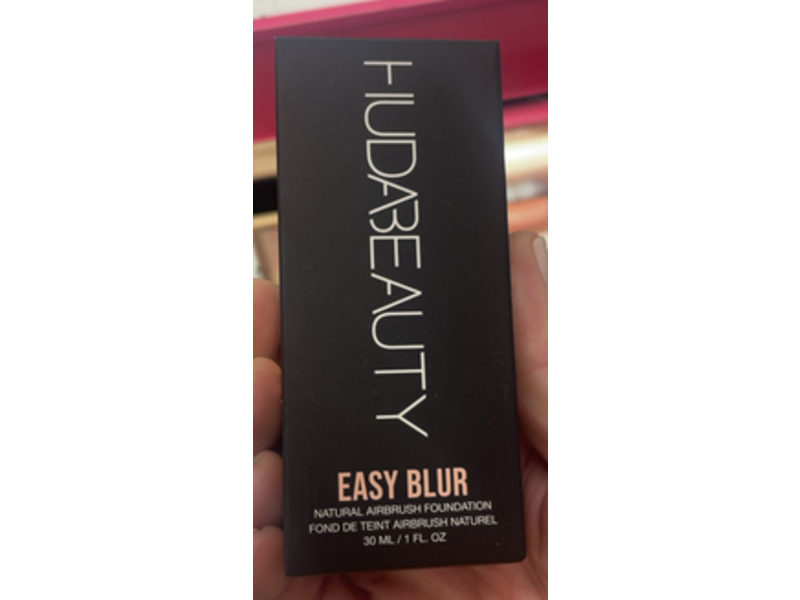 HUDABEAUTY
EASY BLUR
NATURAL AIRBRUSH FOUNDATION
FOND DE TEINT AIRBRUSH NATUREL
30 ML / 1 FL. OZ